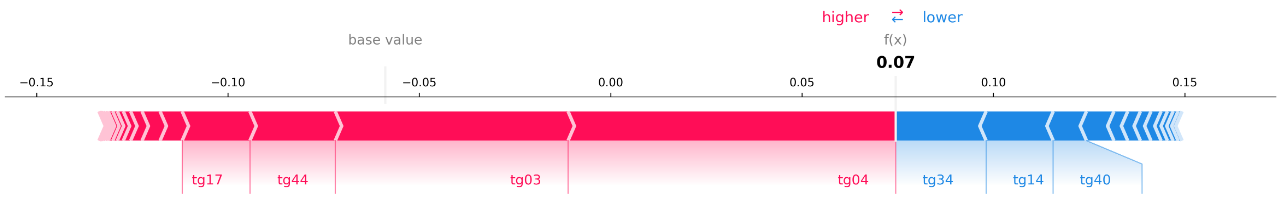 higher ⇄ lower
base value f(x)
0.07
−0.15 −0.10 −0.05 0.00 0.05 0.10 0.15
tg17 tg44 tg03 tg04 tg34 tg14 tg40